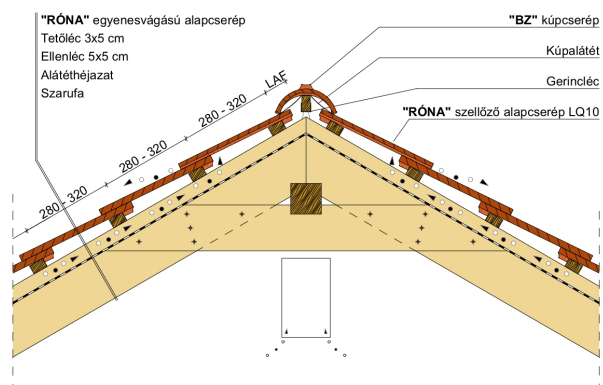 "RÓNA" egyenesvágású alapcserép
Tetőléc 3x5 cm
Ellenléc 5x5 cm
Alátéthéjazat
Szarufa
"BZ" kúpcserép
Kúpalátét
Gerincléc
"RÓNA" szellőző alapcserép LQ10
LAF
280 - 320
280 - 320
280 - 320